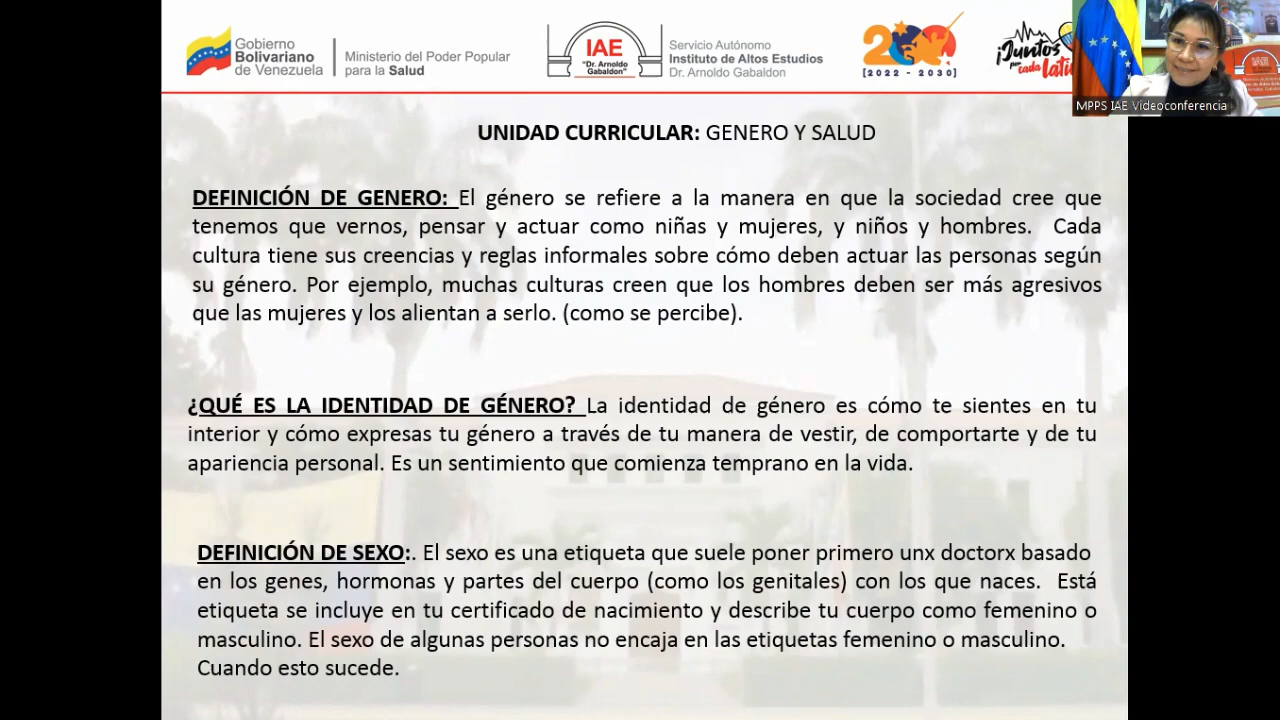 Gobierno
Bolivariano
de Venezuela
Ministerio del Poder Popular
para la Salud
IAE
"Dr. Arnoldo
Gabaldon"
Servicio Autónomo
Instituto de Altos Estudios
Dr. Arnoldo Gabaldon
200
[2022 - 2030]
¡Juntos
por cada
MPPS IAE Videoconferencia
UNIDAD CURRICULAR: GENERO Y SALUD
DEFINICIÓN DE GENERO: El género se refiere a la manera en que la sociedad cree que
tenemos que vernos, pensar y actuar como niñas y mujeres, y niños y hombres. Cada
cultura tiene sus creencias y reglas informales sobre cómo deben actuar las personas según
su género. Por ejemplo, muchas culturas creen que los hombres deben ser más agresivos
que las mujeres y los alientan a serlo. (como se percibe).
¿QUÉ ES LA IDENTIDAD DE GÉNERO? La identidad de género es cómo te sientes en tu
interior y cómo expresas tu género a través de tu manera de vestir, de comportarte y de tu
apariencia personal. Es un sentimiento que comienza temprano en la vida.
DEFINICIÓN DE SEXO:. El sexo es una etiqueta que suele poner primero unx doctorx basado
en los genes, hormonas y partes del cuerpo (como los genitales) con los que naces. Está
etiqueta se incluye en tu certificado de nacimiento y describe tu cuerpo como femenino o
masculino. El sexo de algunas personas no encaja en las etiquetas femenino o masculino.
Cuando esto sucede.